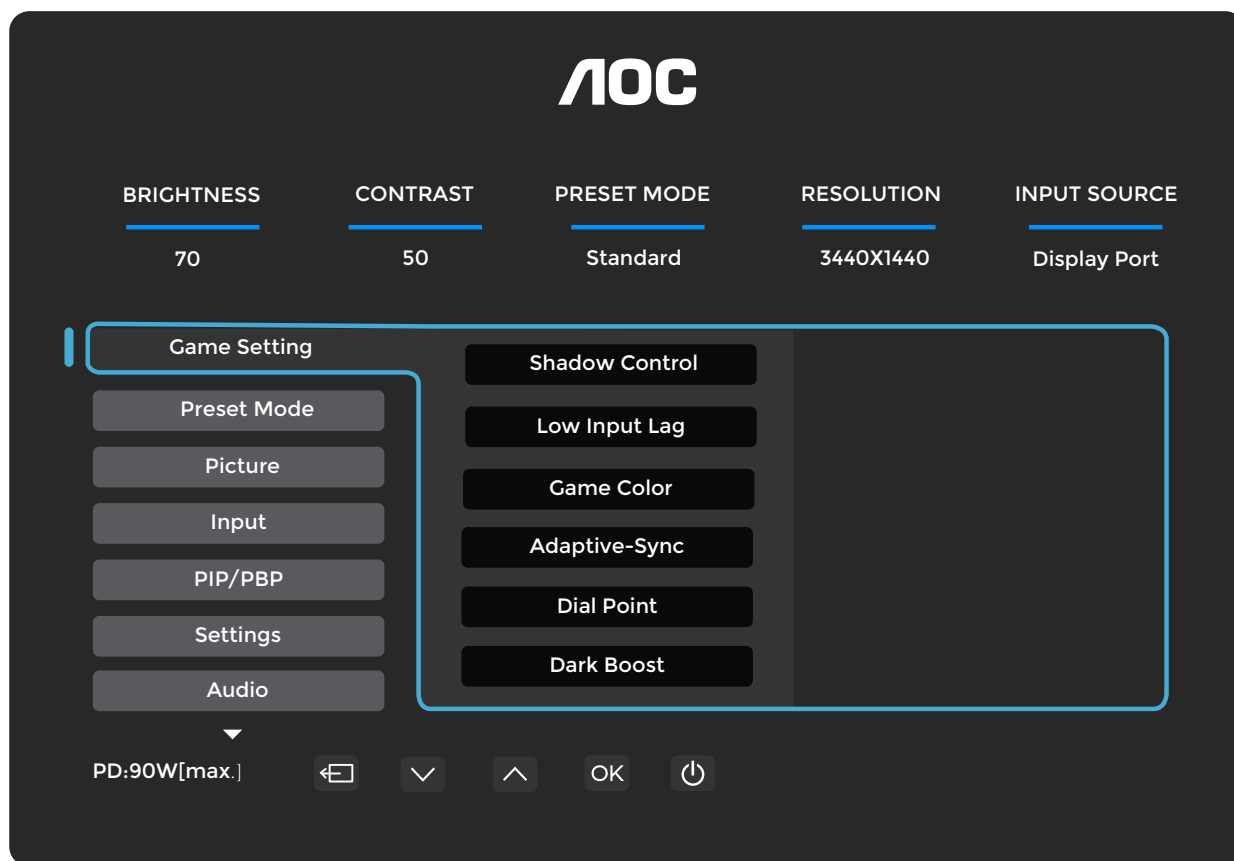 AOC
BRIGHTNESS CONTRAST PRESET MODE RESOLUTION INPUT SOURCE
70 50 Standard 3440X1440 Display Port
Game Setting
Preset Mode
Picture
Input
PIP/PBP
Settings
Audio
Shadow Control
Low Input Lag
Game Color
Adaptive-Sync
Dial Point
Dark Boost
PD:90W[max.]
OK